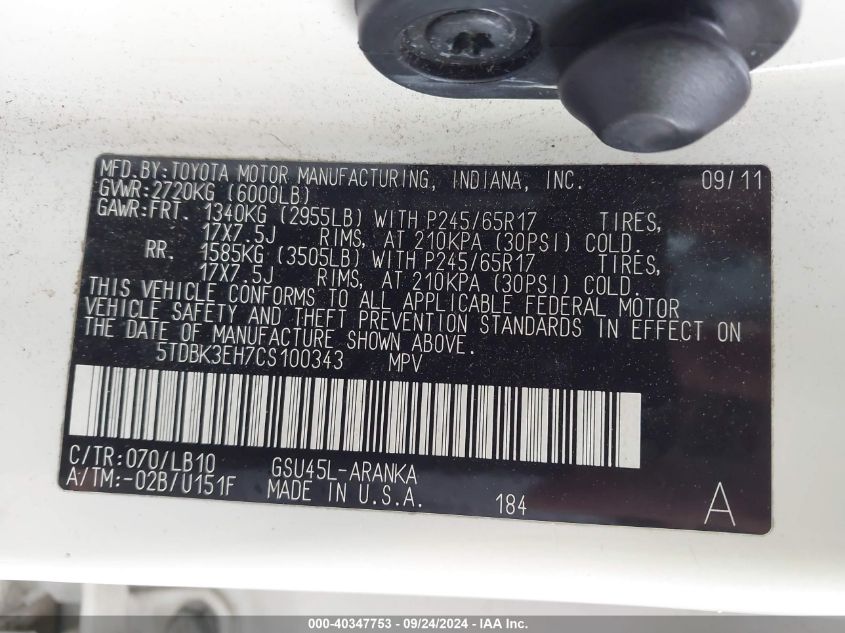 MFD.BY:TOYOTA MOTOR MANUFACTURING, INDIANA, INC. 09/11
GVWR:2720KG (6000LB)
GAWR:FRT. 1340KG (2955LB) WITH P245/65R17 TIRES,
17X7.5J RIMS, AT 210KPA (30PSI) COLD.
RR. 1585KG (3505LB) WITH P245/65R17 TIRES,
17X7.5J RIMS, AT 210KPA (30PSI) COLD.
THIS VEHICLE CONFORMS TO ALL APPLICABLE FEDERAL MOTOR
VEHICLE SAFETY AND THEFT PREVENTION STANDARDS IN EFFECT ON
THE DATE OF MANUFACTURE SHOWN ABOVE.
5TDBK3EH7CS100343 MPV
C/TR:070/LB10 GSU45L-ARANKA
A/TM:-02B/U151F MADE IN U.S.A. 184 A
000-40347753 - 09/24/2024 - IAA Inc.